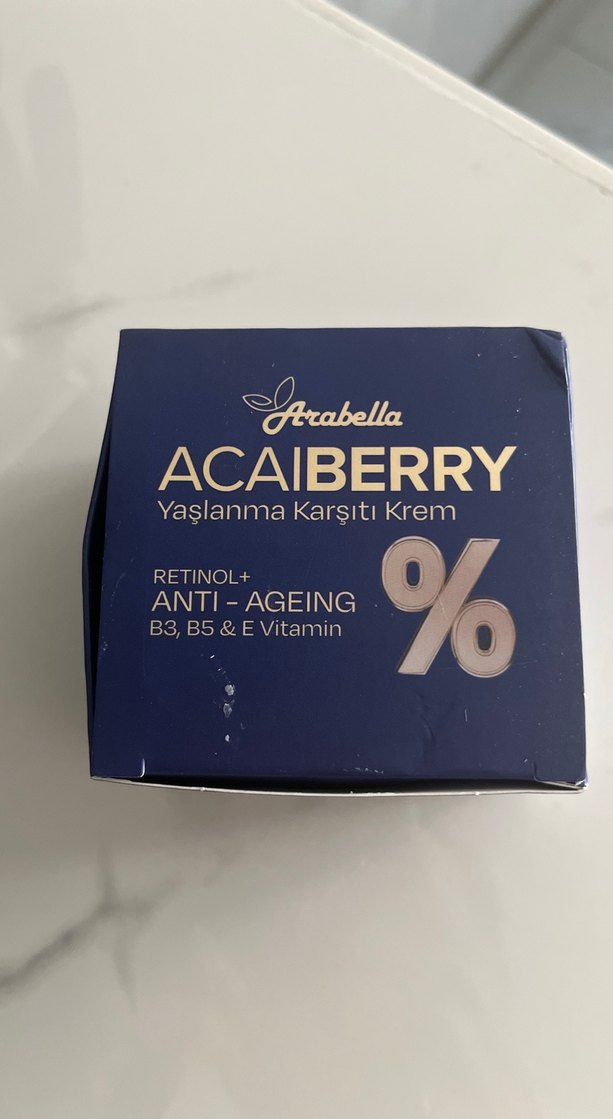 Arabella
ACAIBERRY
Yaşlanma Karşıtı Krem
RETINOL+
ANTI - AGEING
B3, B5 & E Vitamin
%